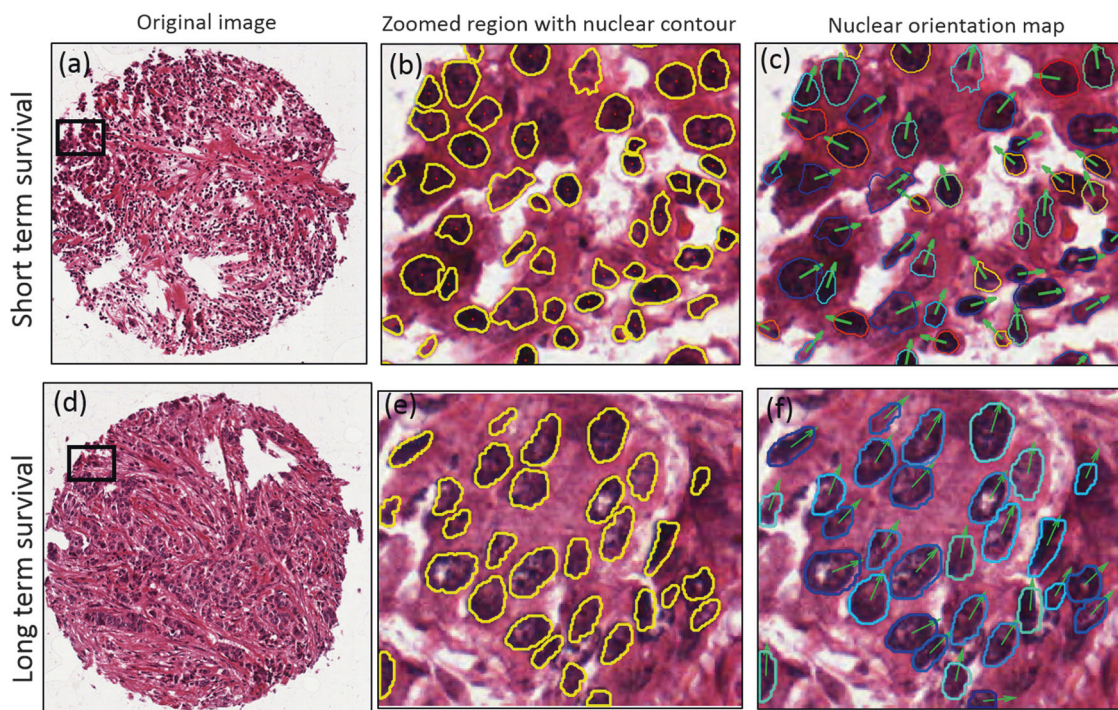 Original image
Zoomed region with nuclear contour
Nuclear orientation map
Short term survival
(a)
(b)
(c)
Long term survival
(d)
(e)
(f)